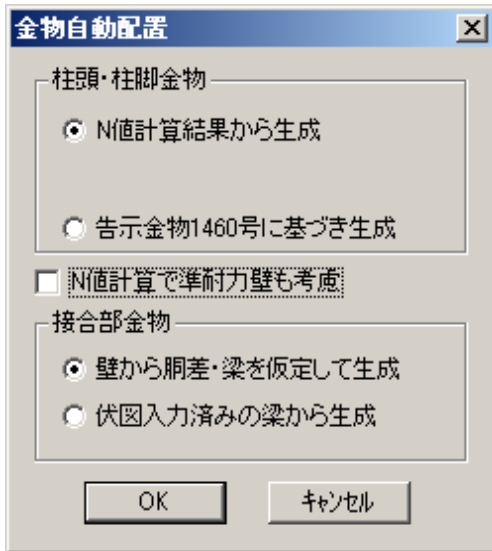 金物自動配置
柱頭・柱脚金物
N値計算結果から生成
告示金物1460号に基づき生成
N値計算で準耐力壁も考慮
接合部金物
壁から胴差・梁を仮定して生成
伏図入力済みの梁から生成
OK
ｷｬﾝｾﾙ